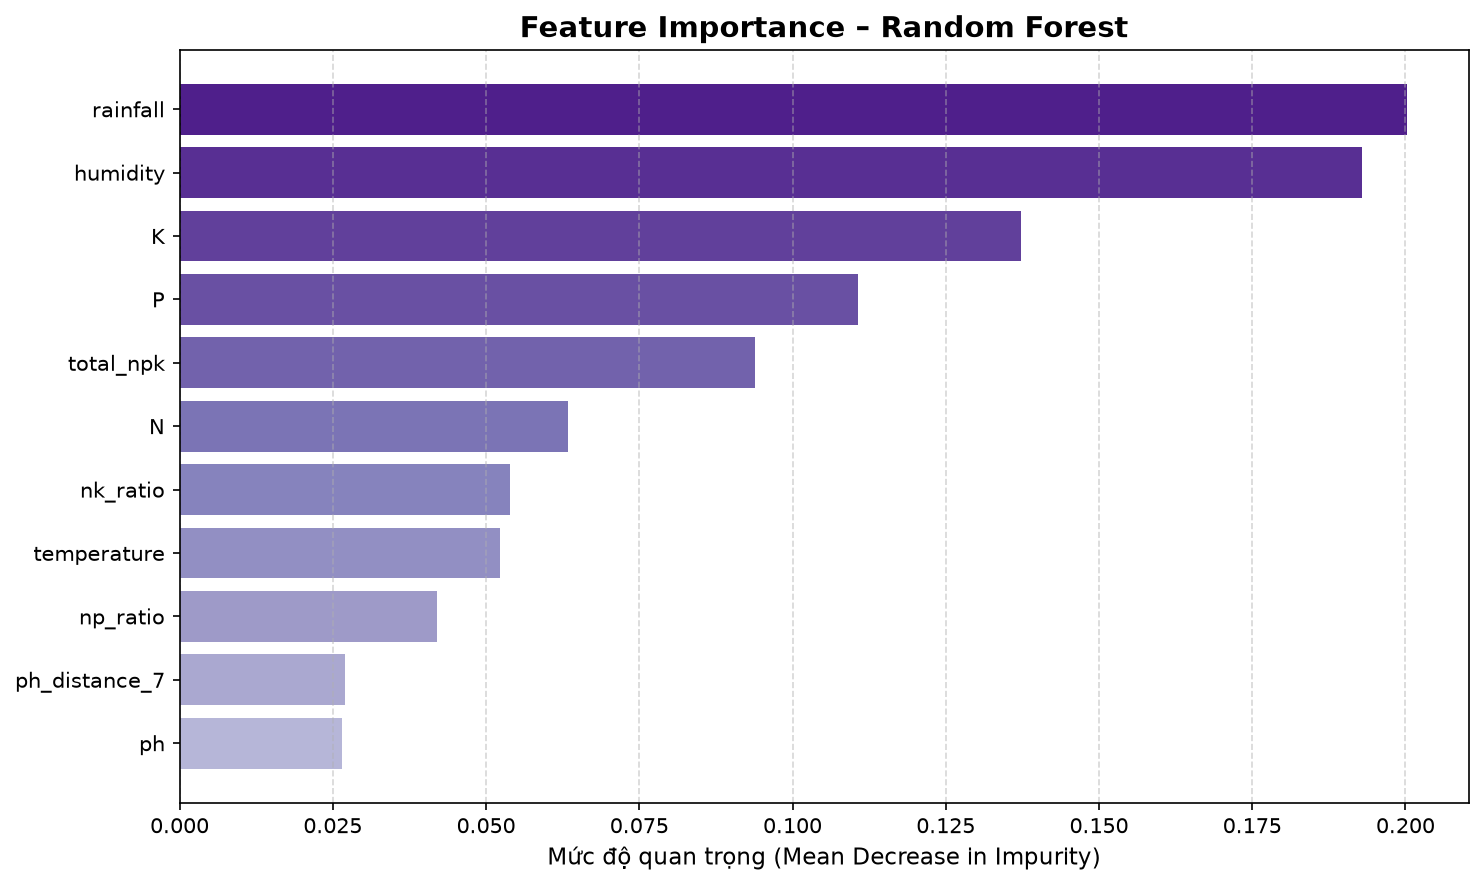 Feature Importance – Random Forest
rainfall
humidity
K
P
total_npk
N
nk_ratio
temperature
np_ratio
ph_distance_7
ph
0.000 0.025 0.050 0.075 0.100 0.125 0.150 0.175 0.200
Mức độ quan trọng (Mean Decrease in Impurity)